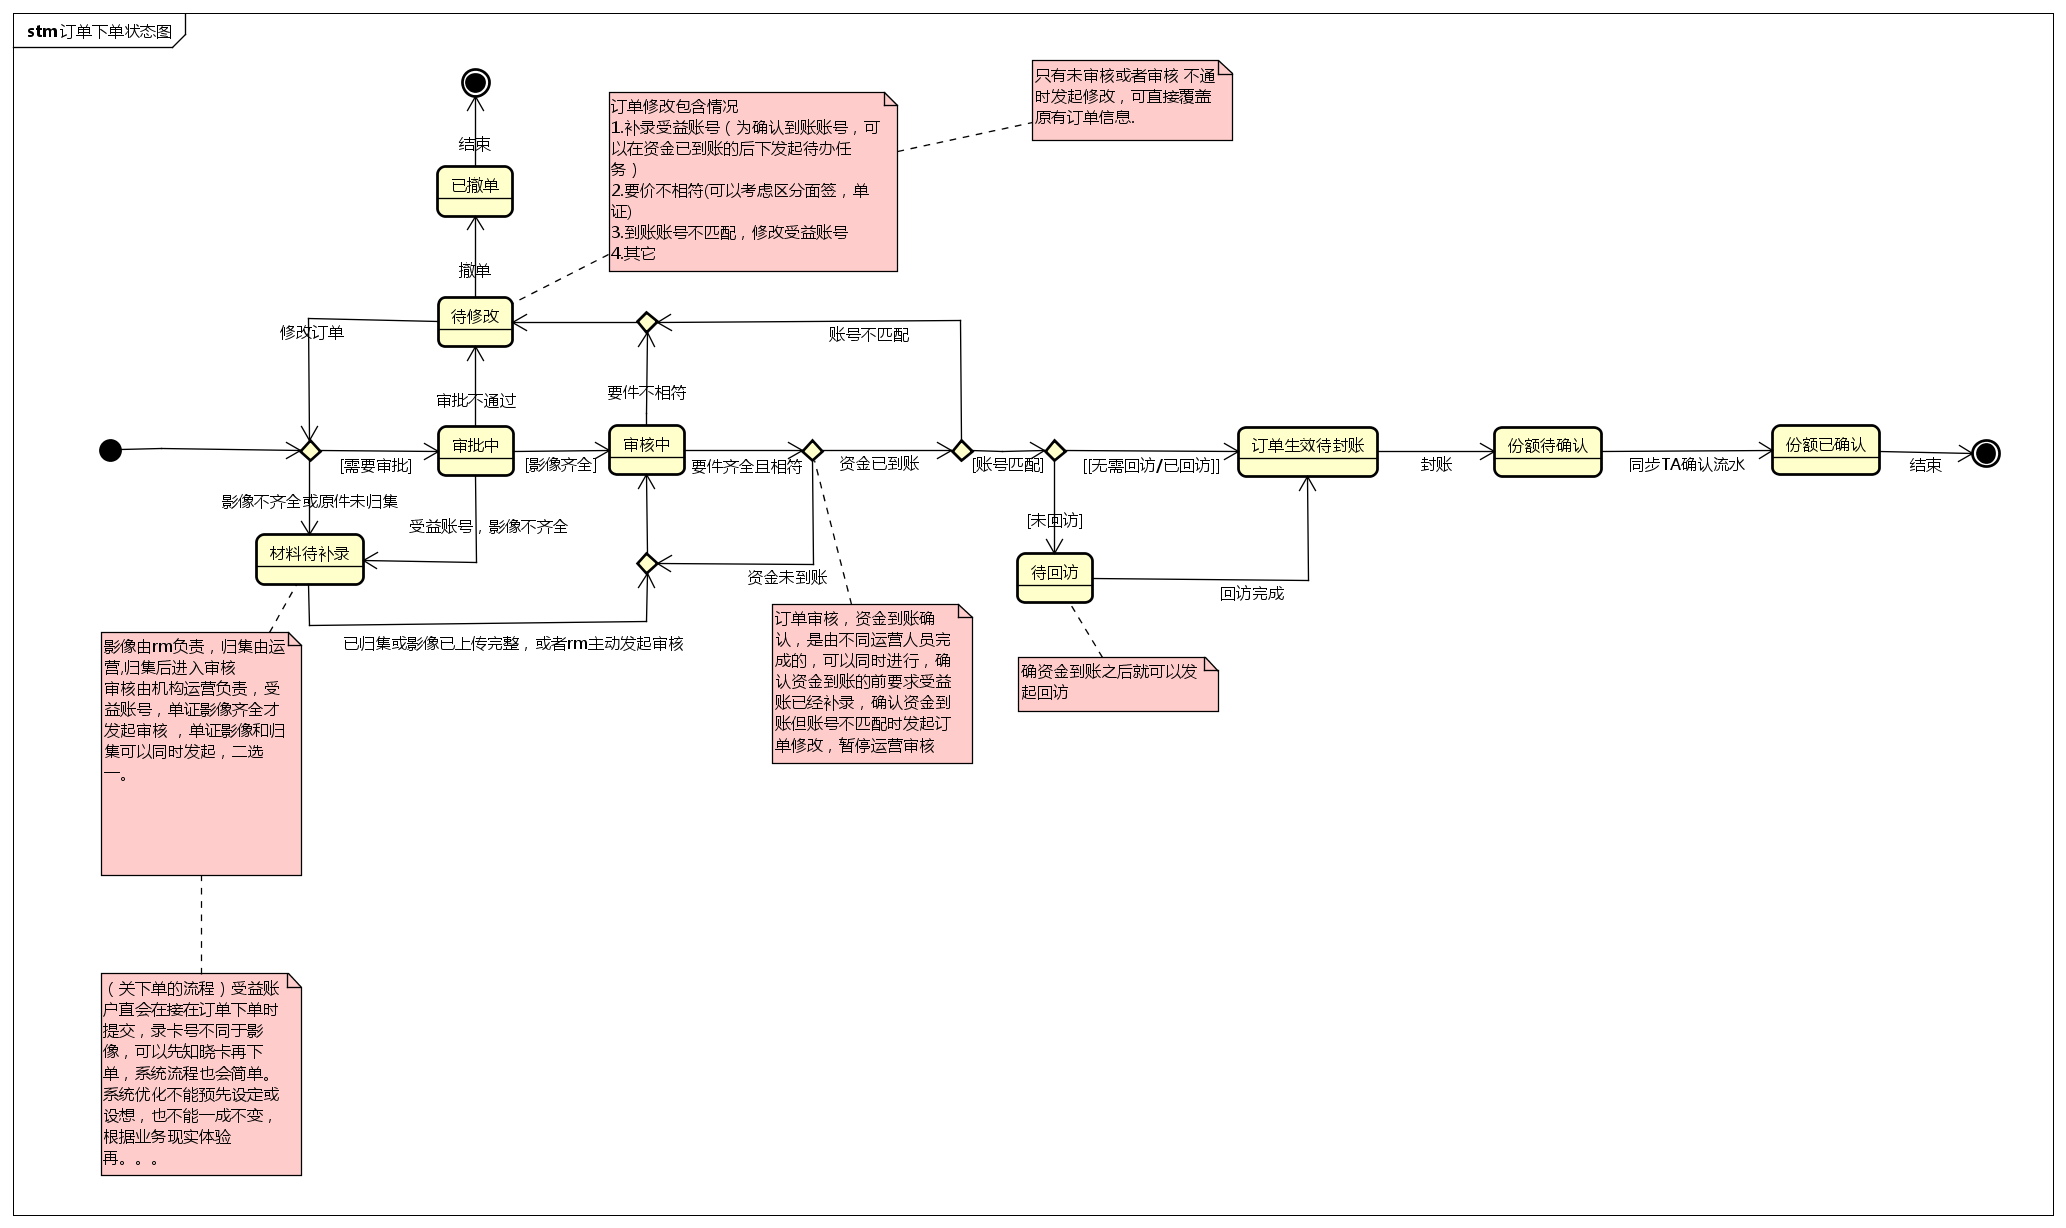 stm 订单下单状态图
只有未审核或者审核 不通
时发起修改，可直接覆盖
原有订单信息.
订单修改包含情况
1.补录受益账号（为确认到账账号，可
以在资金已到账的后下发起待办任
务）
2.要价不相符(可以考虑区分面签，单
证)
3.到账账号不匹配，修改受益账号
4.其它
结束
已撤单
撤单
待修改
修改订单
账号不匹配
审批不通过
要件不相符
审批中
审核中
订单生效待封账
份额待确认
份额已确认
[需要审批]
[影像齐全]
要件齐全且相符
资金已到账
[账号匹配]
[[无需回访/已回访]]
封账
同步TA确认流水
结束
影像不齐全或原件未归集
受益账号，影像不齐全
[未回访]
材料待补录
待回访
资金未到账
回访完成
已归集或影像已上传完整，或者rm主动发起审核
影像由rm负责，归集由运
营,归集后进入审核
审核由机构运营负责，受
益账号，单证影像齐全才
发起审核 ，单证影像和归
集可以同时发起，二选
一。
订单审核，资金到账确
认，是由不同运营人员完
成的，可以同时进行，确
认资金到账的前要求受益
账已经补录，确认资金到
账但账号不匹配时发起订
单修改，暂停运营审核
确资金到账之后就可以发
起回访
（关下单的流程）受益账
户直会在接在订单下单时
提交，录卡号不同于影
像，可以先知晓卡再下
单，系统流程也会简单。
系统优化不能预先设定或
设想，也不能一成不变，
根据业务现实体验
再。。。